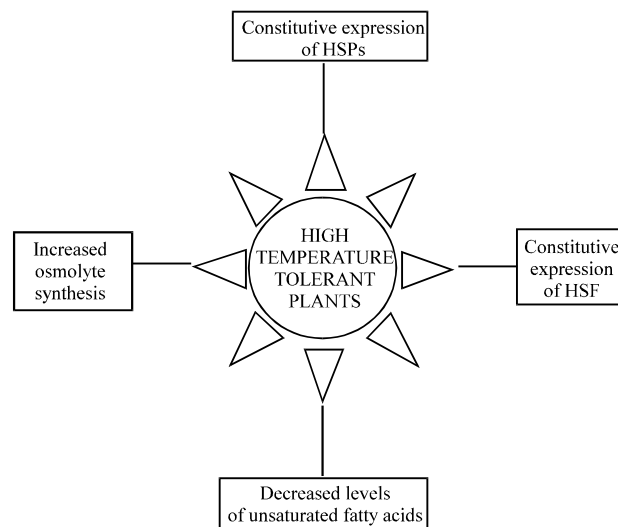 Constitutive expression
of HSPs
HIGH
TEMPERATURE
TOLERANT
PLANTS
Increased
osmolyte
synthesis
Constitutive
expression
of HSF
Decreased levels
of unsaturated fatty acids